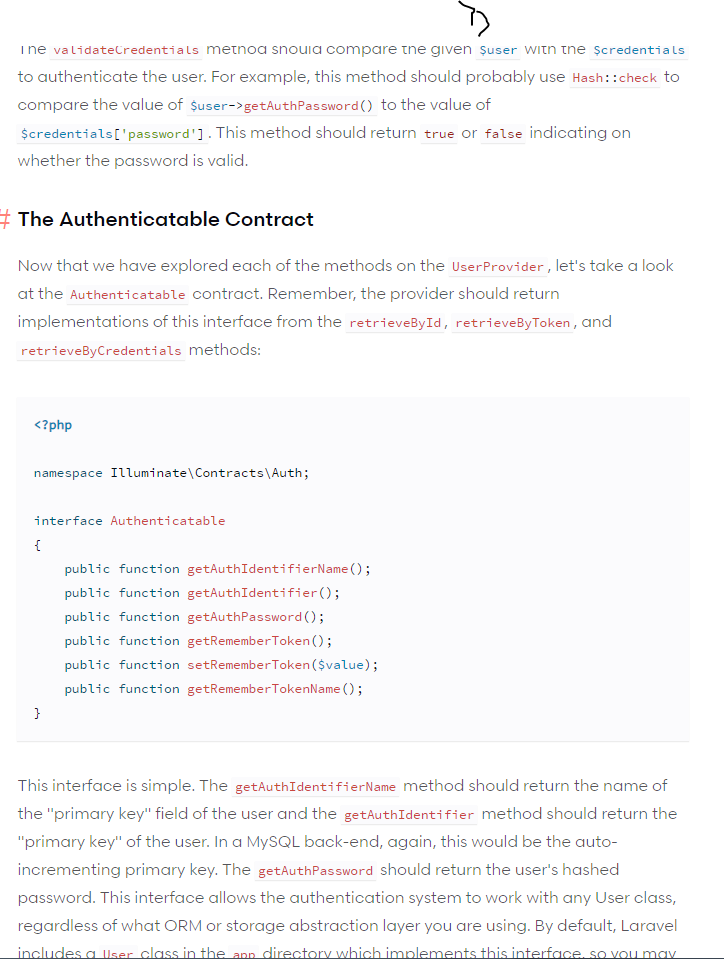 The validateCredentials method should compare the given $user with the $credentials
to authenticate the user. For example, this method should probably use Hash::check to
compare the value of $user->getAuthPassword() to the value of
$credentials['password']. This method should return true or false indicating on
whether the password is valid.
# The Authenticatable Contract
Now that we have explored each of the methods on the UserProvider, let's take a look
at the Authenticatable contract. Remember, the provider should return
implementations of this interface from the retrieveById, retrieveByToken, and
retrieveByCredentials methods:
<?php
namespace Illuminate\Contracts\Auth;
interface Authenticatable
{
public function getAuthIdentifierName();
public function getAuthIdentifier();
public function getAuthPassword();
public function getRememberToken();
public function setRememberToken($value);
public function getRememberTokenName();
}
This interface is simple. The getAuthIdentifierName method should return the name of
the "primary key" field of the user and the getAuthIdentifier method should return the
"primary key" of the user. In a MySQL back-end, again, this would be the auto-
incrementing primary key. The getAuthPassword should return the user's hashed
password. This interface allows the authentication system to work with any User class,
regardless of what ORM or storage abstraction layer you are using. By default, Laravel
includes a User class in the app directory which implements this interface, so you may